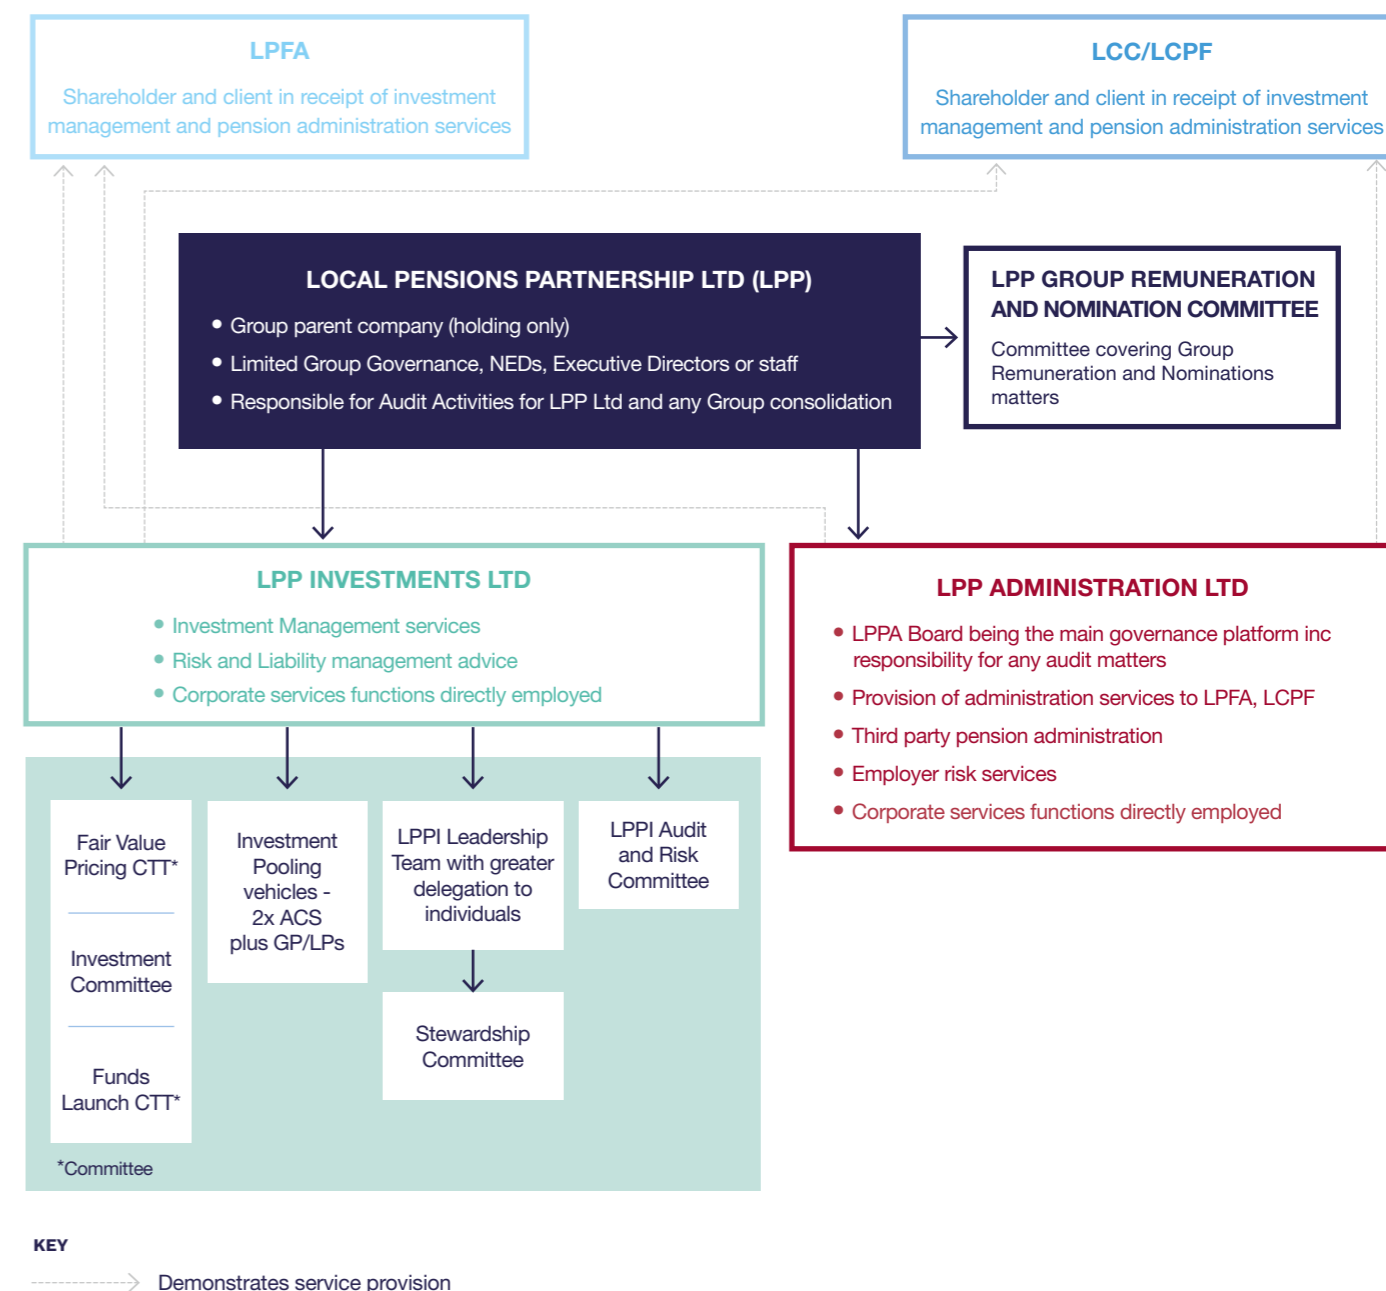 LPFA
Shareholder and client in receipt of investment
management and pension administration services
LCC/LCPF
Shareholder and client in receipt of investment
management and pension administration services
LOCAL PENSIONS PARTNERSHIP LTD (LPP)
• Group parent company (holding only)
• Limited Group Governance, NEDs, Executive Directors or staff
• Responsible for Audit Activities for LPP Ltd and any Group consolidation
LPP GROUP REMUNERATION
AND NOMINATION COMMITTEE
Committee covering Group
Remuneration and Nominations
matters
LPP INVESTMENTS LTD
• Investment Management services
• Risk and Liability management advice
• Corporate services functions directly employed
LPP ADMINISTRATION LTD
• LPPA Board being the main governance platform inc
responsibility for any audit matters
• Provision of administration services to LPFA, LCPF
• Third party pension administration
• Employer risk services
• Corporate services functions directly employed
Fair Value
Pricing CTT*
Investment
Committee
Funds
Launch CTT*
Investment
Pooling
vehicles -
2x ACS
plus GP/LPs
LPPI Leadership
Team with greater
delegation to
individuals
Stewardship
Committee
LPPI Audit
and Risk
Committee
*Committee
KEY
Demonstrates service provision